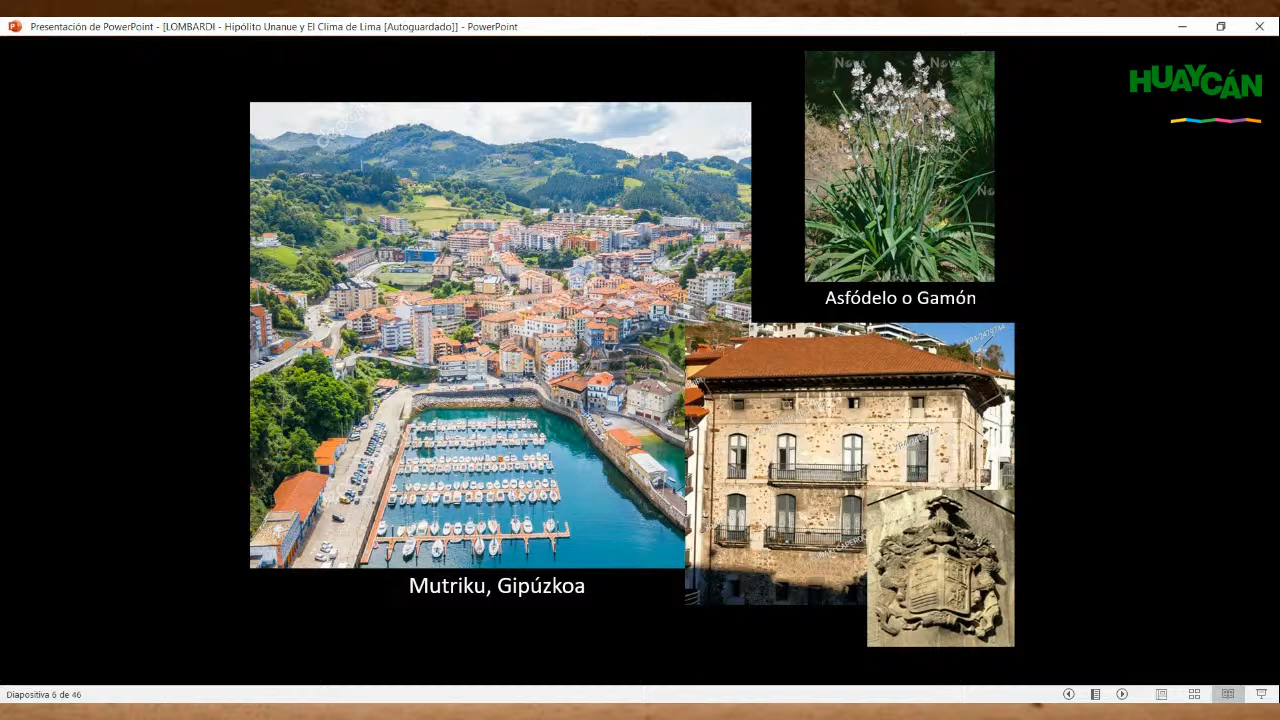 Presentación de PowerPoint - [LOMBARDI - Hipólito Unanue y El Clima de Lima [Autoguardado]] - PowerPoint
HUAYCÁN
Asfódelo o Gamón
Mutriku, Gipúzkoa
Diapositiva 6 de 46